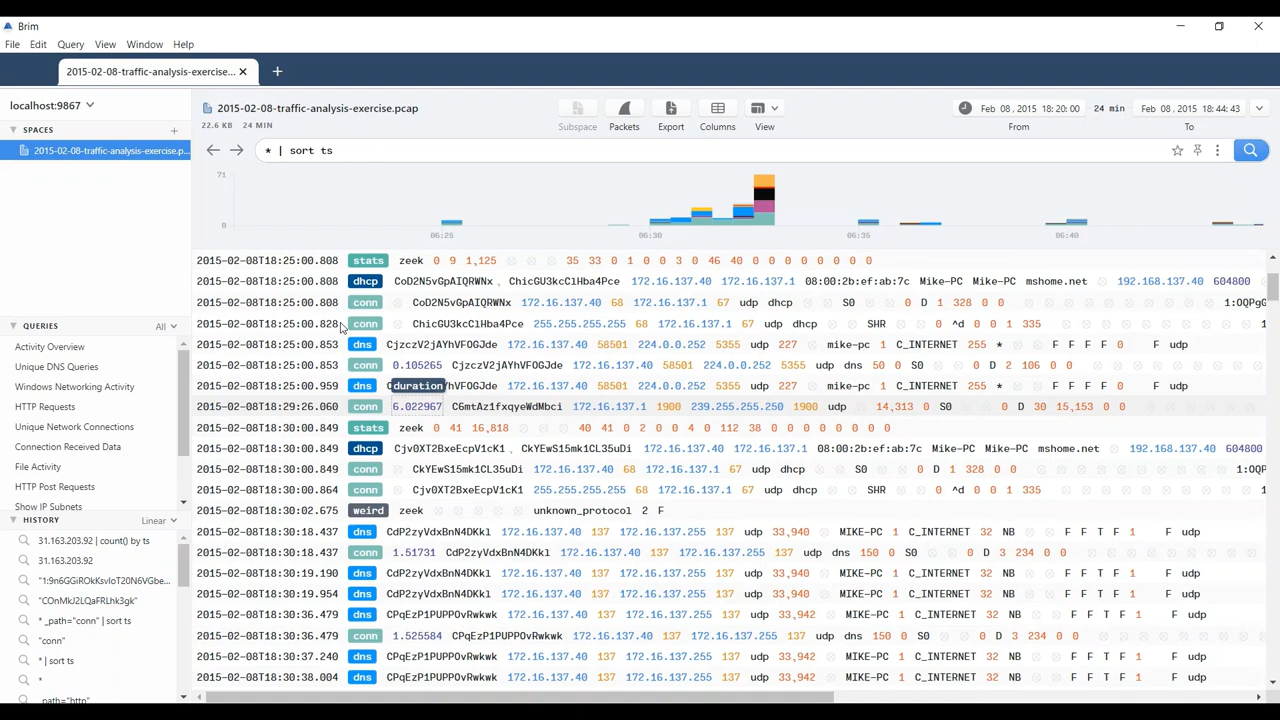 Brim
File Edit Query View Window Help
2015-02-08-traffic-analysis-exercise...
localhost:9867
SPACES
2015-02-08-traffic-analysis-exercise.p...
QUERIES All
Activity Overview
Unique DNS Queries
Windows Networking Activity
HTTP Requests
Unique Network Connections
Connection Received Data
File Activity
HTTP Post Requests
Show IP Subnets
HISTORY Linear
31.163.203.92 | count() by ts
31.163.203.92
"1:9n6GGiROkKsvIoT20N6VGbe...
"COnMkJ2LQaFRLhk3gk"
* _path="conn" | sort ts
"conn"
* | sort ts
*
_path="http"
2015-02-08-traffic-analysis-exercise.pcap
22.6 KB 24 MIN
Subspace Packets Export Columns View
Feb 08 , 2015 18:20:00 24 min Feb 08 , 2015 18:44:43
From To
* | sort ts
71
0
06:25 06:30 06:35 06:40
2015-02-08T18:25:00.808 stats zeek 0 9 1,125 35 33 0 1 0 0 3 0 46 40 0 0 0 0 0 0 0 0
2015-02-08T18:25:00.808 dhcp CoD2N5vGpAIQRWNx, ChicGU3kcClHba4Pce 172.16.137.40 172.16.137.1 08:00:2b:ef:ab:7c Mike-PC Mike-PC mshome.net 192.168.137.40 604800
2015-02-08T18:25:00.808 conn CoD2N5vGpAIQRWNx 172.16.137.40 68 172.16.137.1 67 udp dhcp S0 0 D 1 328 0 0 1:OQPgG
2015-02-08T18:25:00.828 conn ChicGU3kcClHba4Pce 255.255.255.255 68 172.16.137.1 67 udp dhcp SHR 0 ^d 0 0 1 335
2015-02-08T18:25:00.853 dns CjzczV2jAYhVFOGJde 172.16.137.40 58501 224.0.0.252 5355 udp 227 mike-pc 1 C_INTERNET 255 * F F F F 0 F udp
2015-02-08T18:25:00.853 conn 0.105265 CjzczV2jAYhVFOGJde 172.16.137.40 58501 224.0.0.252 5355 udp dns S0 D 2 106 0 0
2015-02-08T18:25:00.959 dns C duration YhVFOGJde 172.16.137.40 58501 224.0.0.252 5355 udp 227 mike-pc 1 C_INTERNET 255 * F F F F 0 F udp
2015-02-08T18:29:26.060 conn 6.022967 C6mtAz1fxqyeWdMbci 172.16.137.1 1900 239.255.255.250 1900 udp 14,313 0 S0 0 D 30 15,153 0 0
2015-02-08T18:30:00.849 stats zeek 0 41 16,818 40 41 0 2 0 0 4 0 112 38 0 0 0 0 0 0 0 0
2015-02-08T18:30:00.849 dhcp Cjv0XT2BxeEcpV1cK1, CkYEwS15mk1CL35uDi 172.16.137.40 172.16.137.1 08:00:2b:ef:ab:7c Mike-PC Mike-PC mshome.net 192.168.137.40
2015-02-08T18:30:00.849 conn CkYEwS15mk1CL35uDi 172.16.137.40 68 172.16.137.1 67 udp dhcp S0 0 D 1 328 0 0 1:OQP
2015-02-08T18:30:00.864 conn Cjv0XT2BxeEcpV1cK1 255.255.255.255 68 172.16.137.1 67 udp dhcp SHR 0 ^d 0 0 1 335
2015-02-08T18:30:02.675 weird zeek unknown_protocol 2 F
2015-02-08T18:30:18.437 dns CdP2zyVdxBnN4DKkl 172.16.137.40 137 172.16.137.255 137 udp 33,940 MIKE-PC 1 C_INTERNET 32 NB F F T F 1 F udp
2015-02-08T18:30:18.437 conn 1.51731 CdP2zyVdxBnN4DKkl 172.16.137.40 137 172.16.137.255 137 udp dns 150 0 S0 0 D 3 234 0 0
2015-02-08T18:30:19.190 dns CdP2zyVdxBnN4DKkl 172.16.137.40 137 172.16.137.255 137 udp 33,940 MIKE-PC 1 C_INTERNET 32 NB F F T F 1 F udp
2015-02-08T18:30:19.954 dns CdP2zyVdxBnN4DKkl 172.16.137.40 137 172.16.137.255 137 udp 33,940 MIKE-PC 1 C_INTERNET 32 NB F F T F 1 F udp
2015-02-08T18:30:36.479 dns CPqEzP1PUPPOvRwkwk 172.16.137.40 137 172.16.137.255 137 udp 33,942 MIKE-PC 1 C_INTERNET 32 NB F F T F 1 F udp
2015-02-08T18:30:36.479 conn 1.525584 CPqEzP1PUPPOvRwkwk 172.16.137.40 137 172.16.137.255 137 udp dns 150 0 S0 0 D 3 234 0 0
2015-02-08T18:30:37.240 dns CPqEzP1PUPPOvRwkwk 172.16.137.40 137 172.16.137.255 137 udp 33,942 MIKE-PC 1 C_INTERNET 32 NB F F T F 1 F udp
2015-02-08T18:30:38.004 dns CPqEzP1PUPPOvRwkwk 172.16.137.40 137 172.16.137.255 137 udp 33,942 MIKE-PC 1 C_INTERNET 32 NB F F T F 1 F udp